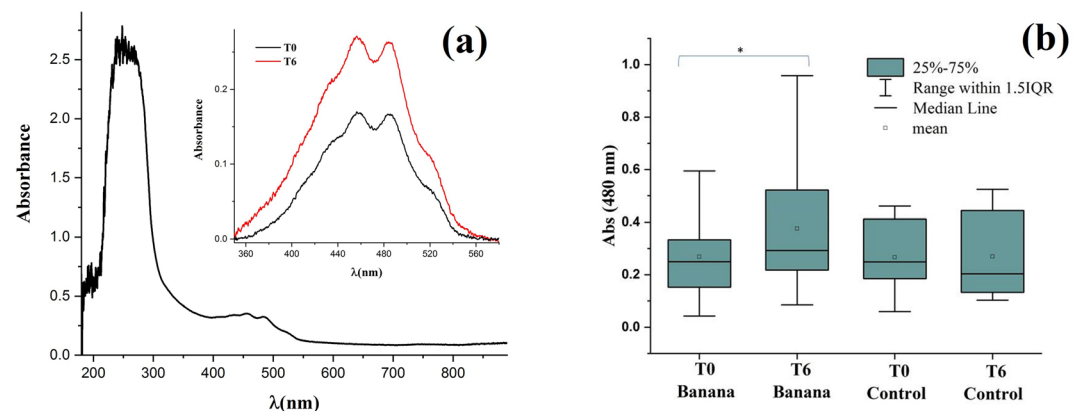 (a)
Absorbance
2.5
2.0
1.5
1.0
0.5
0.0
200
300
400
500
600
700
800
λ(nm)
T0
T6
Absorbance
0.2
0.1
0.0
360
400
440
480
520
560
λ(nm)
(b)
*
25%-75%
Range within 1.5IQR
Median Line
mean
Abs (480 nm)
1.0
0.8
0.6
0.4
0.2
0.0
T0
Banana
T6
Banana
T0
Control
T6
Control